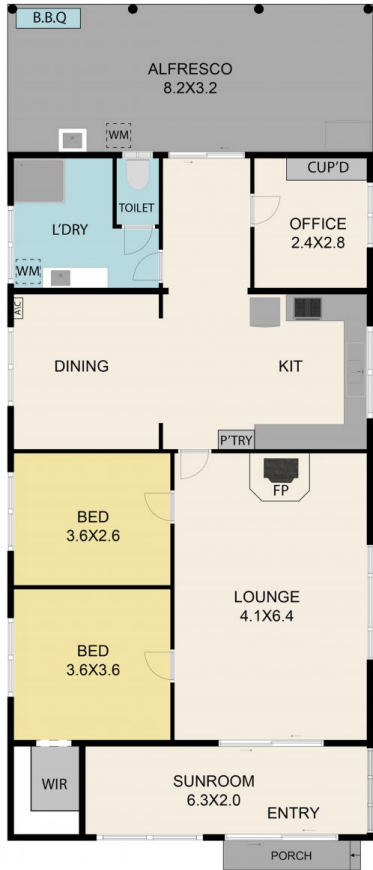 B.B.Q
ALFRESCO
8.2X3.2
WM
CUP'D
L'DRY
TOILET
OFFICE
2.4X2.8
WM
A\C
DINING
KIT
P'TRY
FP
BED
3.6X2.6
LOUNGE
4.1X6.4
BED
3.6X3.6
WIR
SUNROOM
6.3X2.0
ENTRY
PORCH